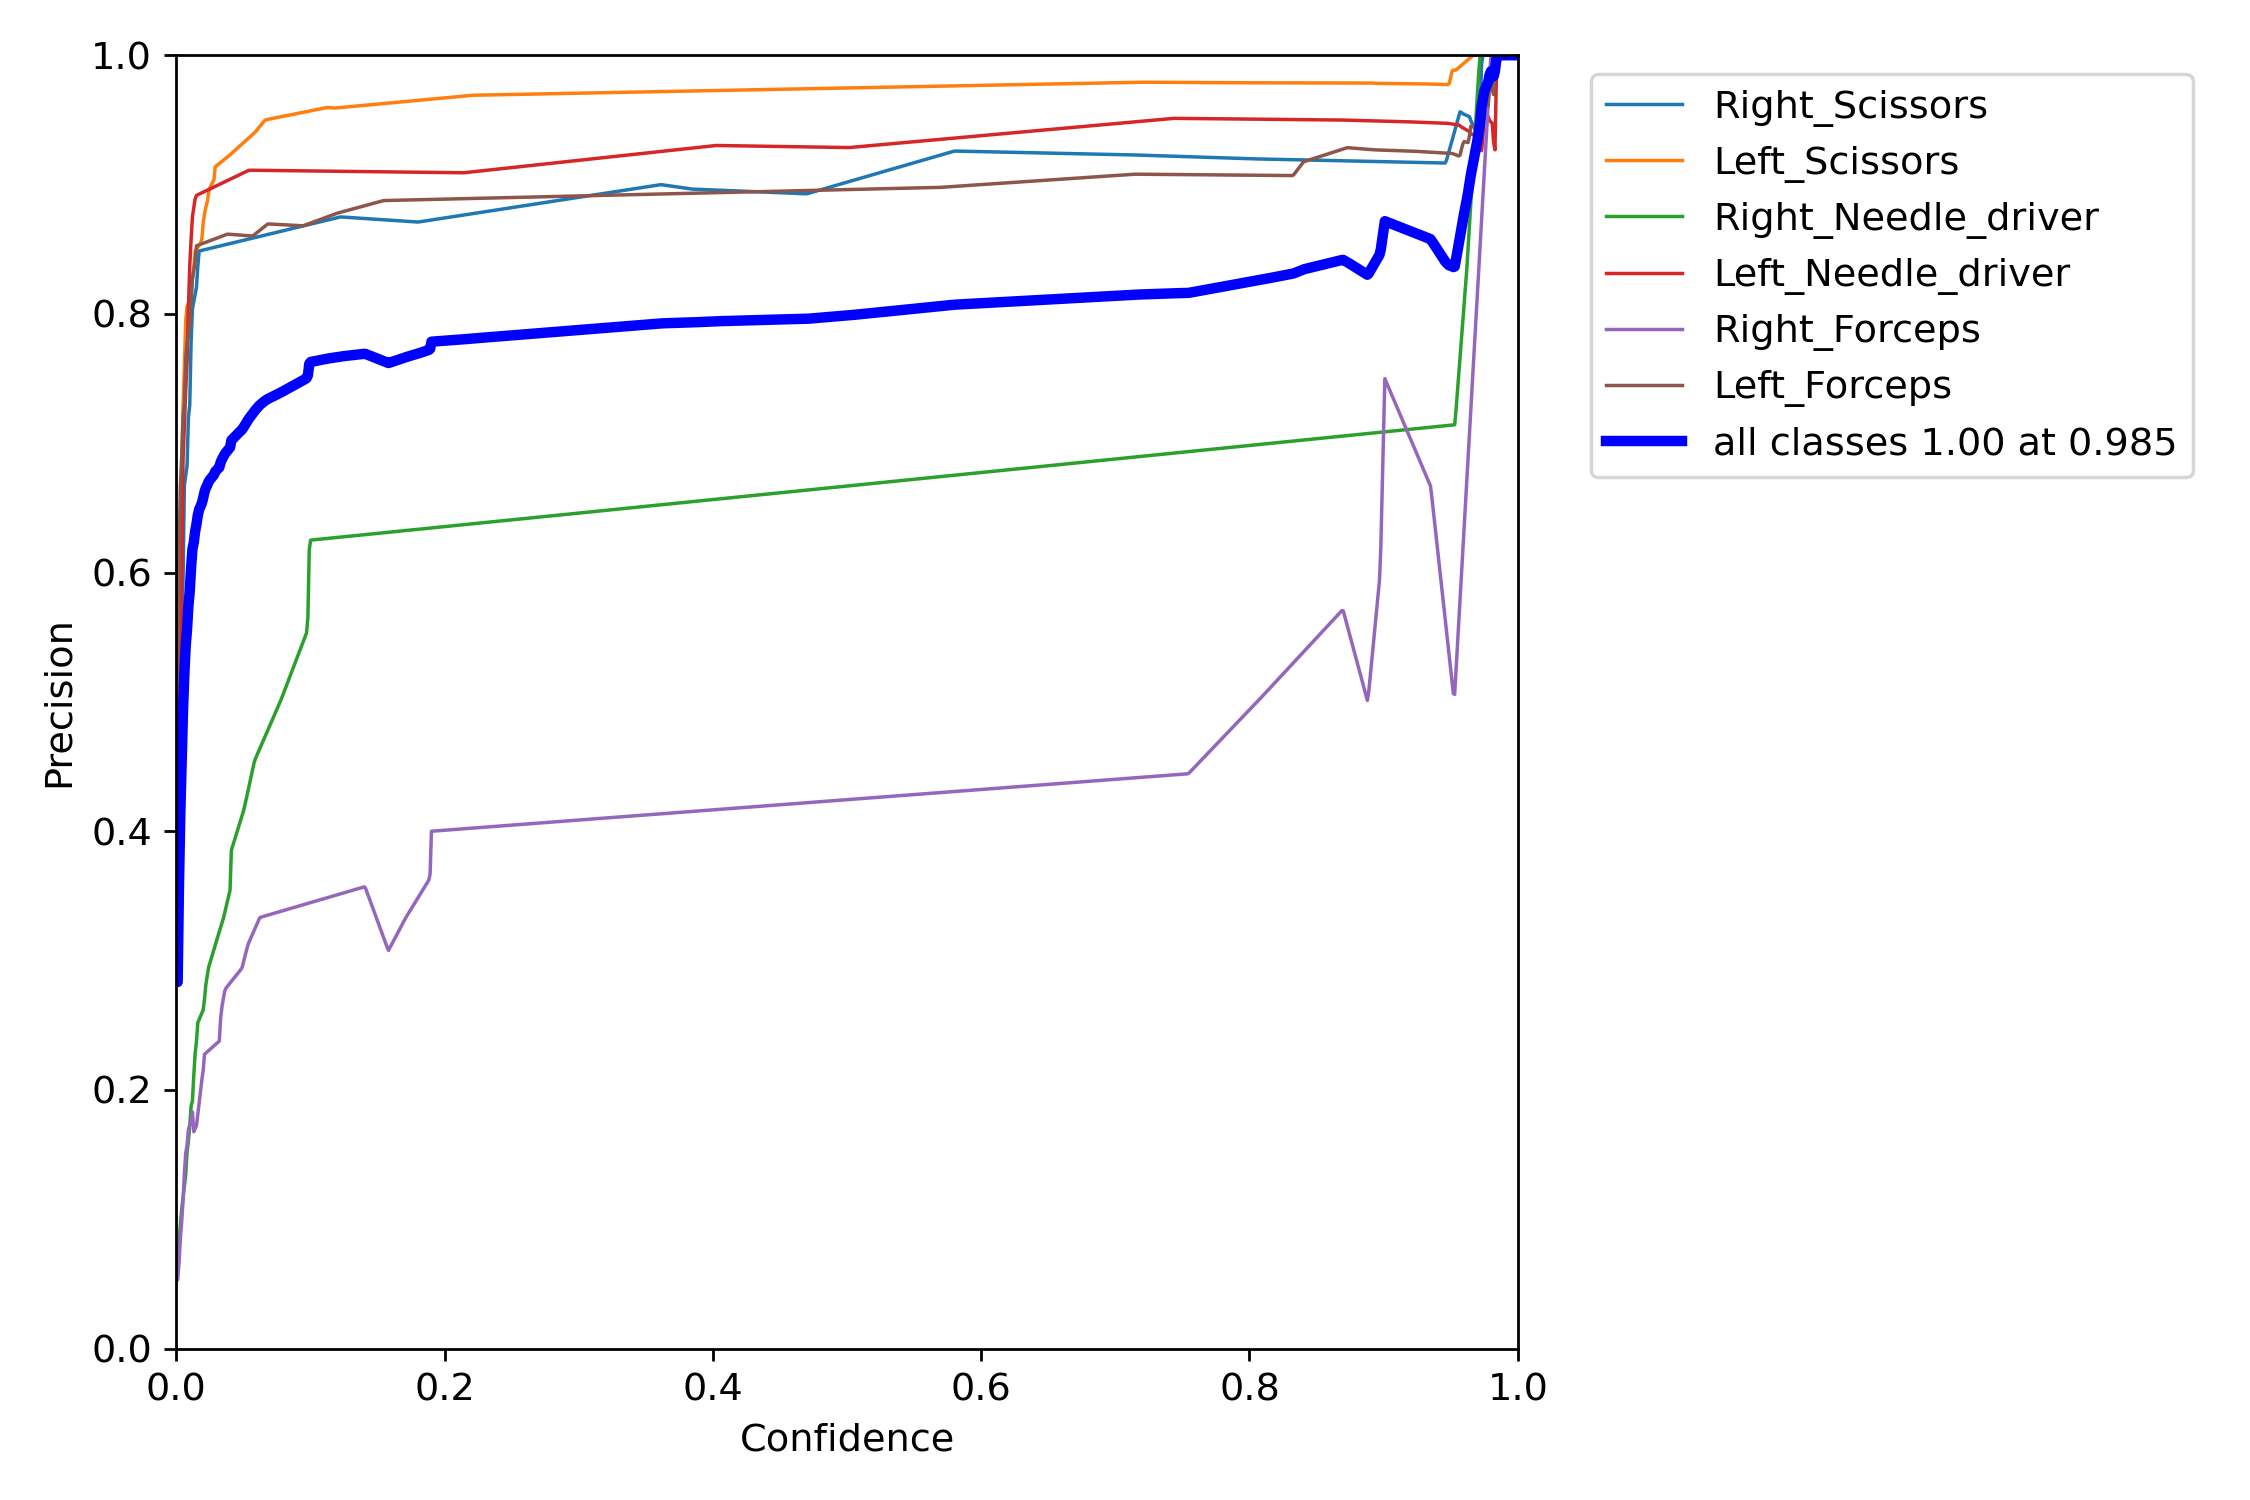 1.0
0.8
0.6
0.4
0.2
0.0
Precision
0.0 0.2 0.4 0.6 0.8 1.0
Confidence
Right_Scissors
Left_Scissors
Right_Needle_driver
Left_Needle_driver
Right_Forceps
Left_Forceps
all classes 1.00 at 0.985